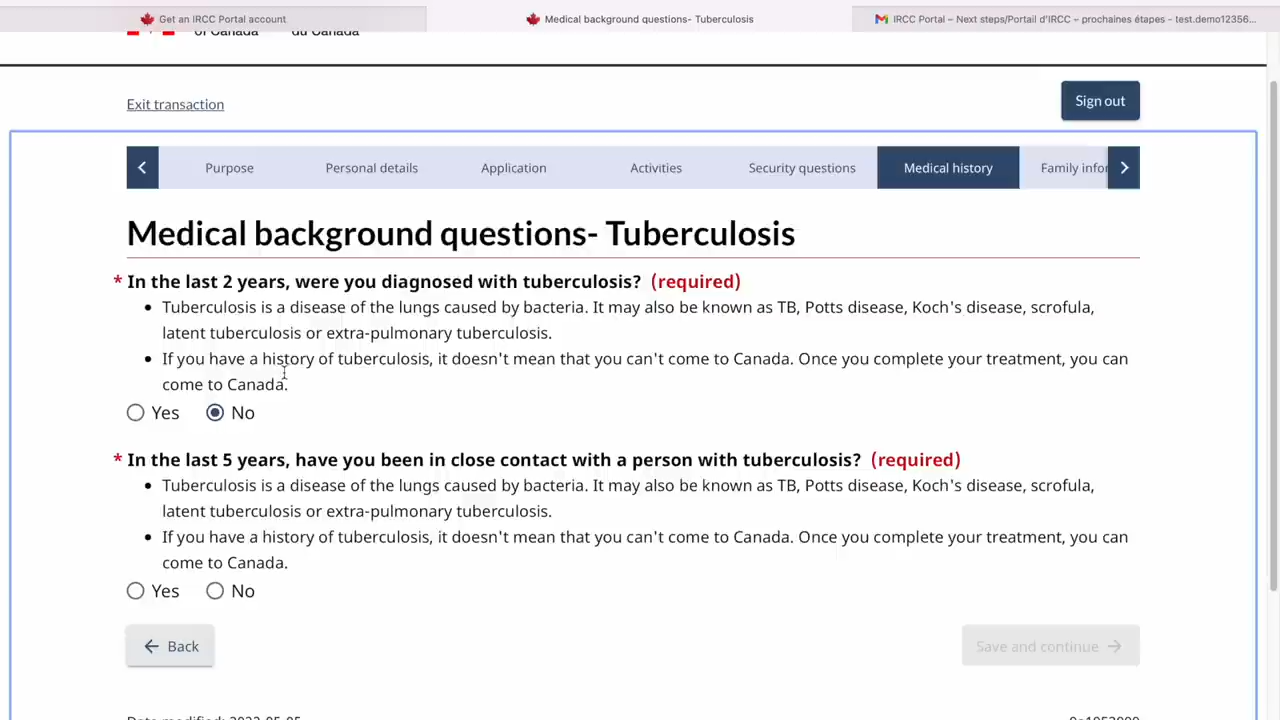 Get an IRCC Portal account
Medical background questions- Tuberculosis
IRCC Portal – Next steps/Portail d'IRCC – prochaines étapes - test.demo12356...
of Canada
du Canada
Exit transaction
Sign out
Purpose
Personal details
Application
Activities
Security questions
Medical history
Family infor
Medical background questions- Tuberculosis
* In the last 2 years, were you diagnosed with tuberculosis? (required)
• Tuberculosis is a disease of the lungs caused by bacteria. It may also be known as TB, Potts disease, Koch's disease, scrofula,
latent tuberculosis or extra-pulmonary tuberculosis.
• If you have a history of tuberculosis, it doesn't mean that you can't come to Canada. Once you complete your treatment, you can
come to Canada.
Yes No
* In the last 5 years, have you been in close contact with a person with tuberculosis? (required)
• Tuberculosis is a disease of the lungs caused by bacteria. It may also be known as TB, Potts disease, Koch's disease, scrofula,
latent tuberculosis or extra-pulmonary tuberculosis.
• If you have a history of tuberculosis, it doesn't mean that you can't come to Canada. Once you complete your treatment, you can
come to Canada.
Yes No
Back
Save and continue
Date modified: 2022-05-05